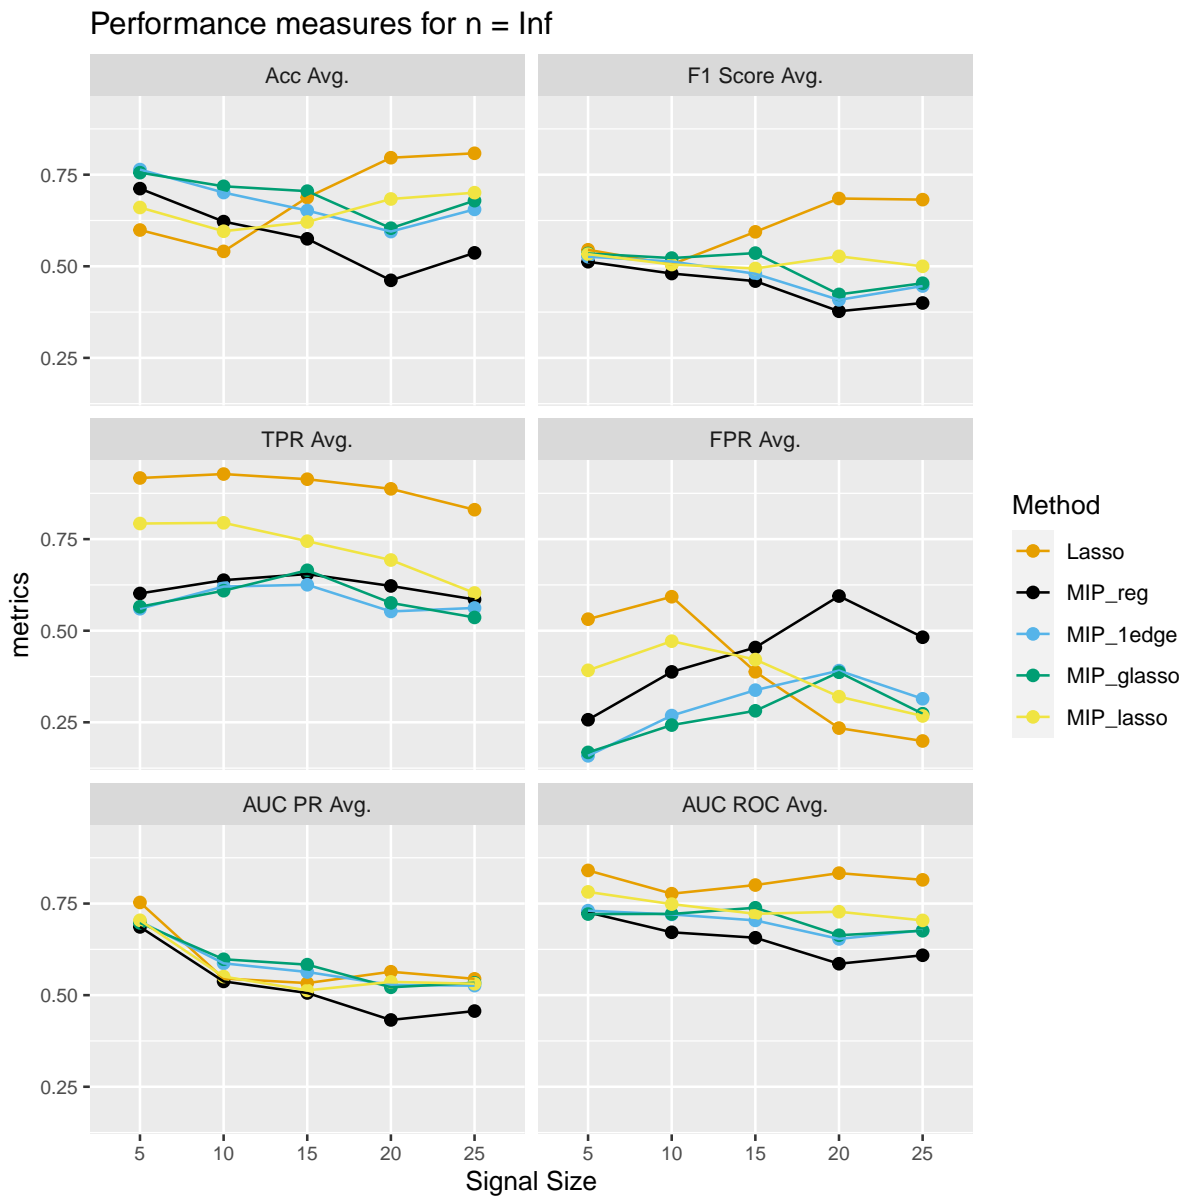 Performance measures for n = Inf
Acc Avg.
F1 Score Avg.
0.75
0.50
0.25
TPR Avg.
FPR Avg.
0.75
0.50
0.25
metrics
AUC PR Avg.
AUC ROC Avg.
0.75
0.50
0.25
5 10 15 20 25
5 10 15 20 25
Signal Size
Method
Lasso
MIP_reg
MIP_1edge
MIP_glasso
MIP_lasso